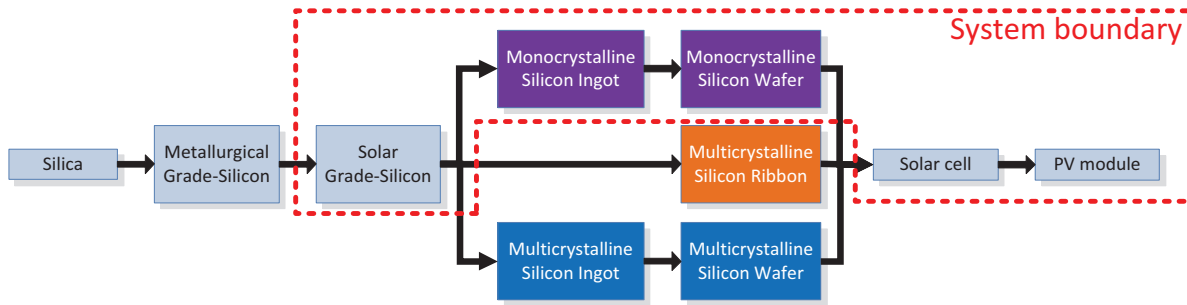 System boundary
Monocrystalline
Silicon Ingot
Monocrystalline
Silicon Wafer
Silica
Metallurgical
Grade-Silicon
Solar
Grade-Silicon
Multicrystalline
Silicon Ribbon
Solar cell
PV module
Multicrystalline
Silicon Ingot
Multicrystalline
Silicon Wafer